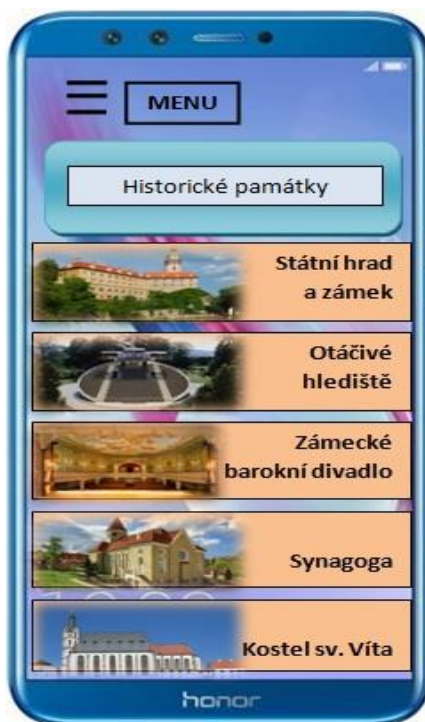 MENU
Historické památky
Státní hrad
a zámek
Otáčivé
hlediště
Zámecké
barokní divadlo
Synagoga
Kostel sv. Víta
honor